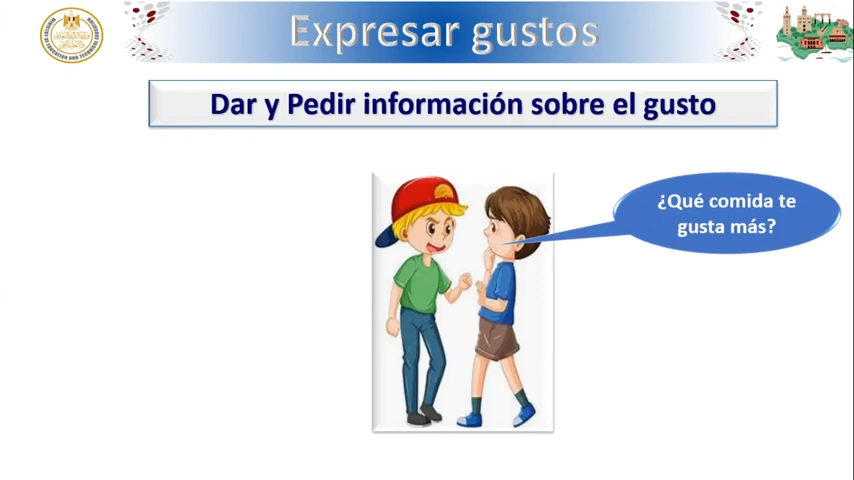 Expresar gustos
Dar y Pedir información sobre el gusto
¿Qué comida te
gusta más?